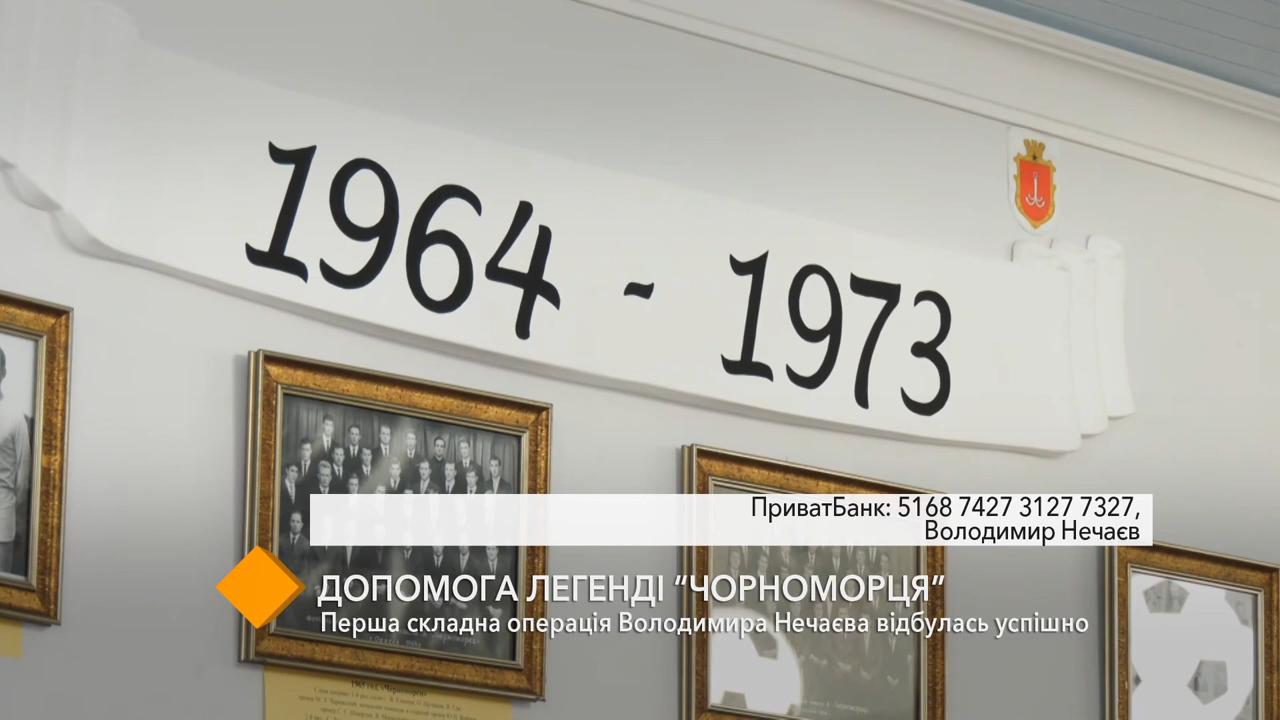 1964 - 1973
ПриватБанк: 5168 7427 3127 7327,
Володимир Нечаєв
ДОПОМОГА ЛЕГЕНДІ “ЧОРНОМОРЦЯ”
Перша складна операція Володимира Нечаєва відбулась успішно